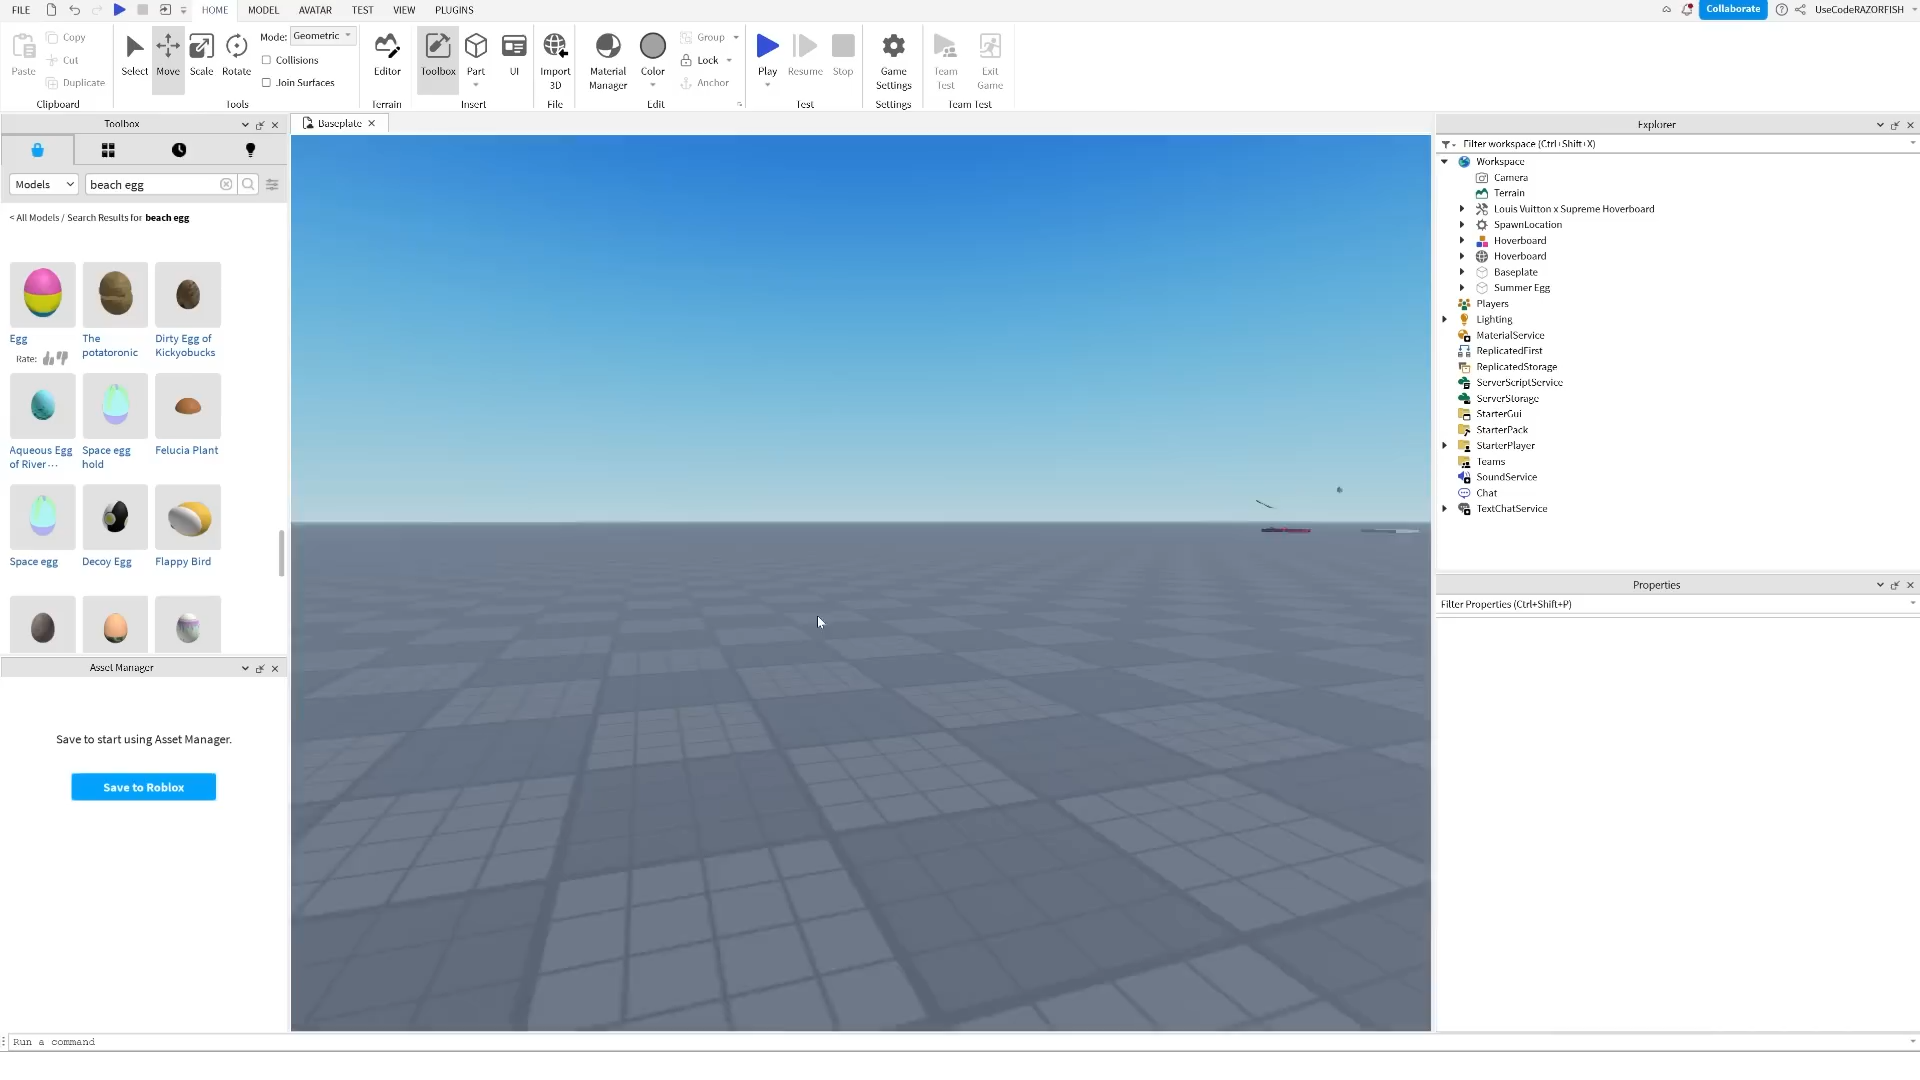 FILE HOME MODEL AVATAR TEST VIEW PLUGINS Collaborate UseCodeRAZORFISH
Paste Copy Cut Duplicate
Clipboard
Select Move Scale Rotate
Mode: Geometric
Collisions
Join Surfaces
Tools
Editor
Terrain
Toolbox Part UI
Insert
Import 3D
File
Material Manager Color
Group
Lock
Anchor
Edit
Play Resume Stop
Test
Game Settings
Settings
Team Test Exit Game
Team Test
Toolbox
Models beach egg
< All Models / Search Results for beach egg
Egg
Rate:
The potatoronic
Dirty Egg of Kickyobucks
Aqueous Egg of River ···
Space egg hold
Felucia Plant
Space egg
Decoy Egg
Flappy Bird
Asset Manager
Save to start using Asset Manager.
Save to Roblox
Baseplate
Explorer
Filter workspace (Ctrl+Shift+X)
Workspace
Camera
Terrain
Louis Vuitton x Supreme Hoverboard
SpawnLocation
Hoverboard
Hoverboard
Baseplate
Summer Egg
Players
Lighting
MaterialService
ReplicatedFirst
ReplicatedStorage
ServerScriptService
ServerStorage
StarterGui
StarterPack
StarterPlayer
Teams
SoundService
Chat
TextChatService
Properties
Filter Properties (Ctrl+Shift+P)
Run a command